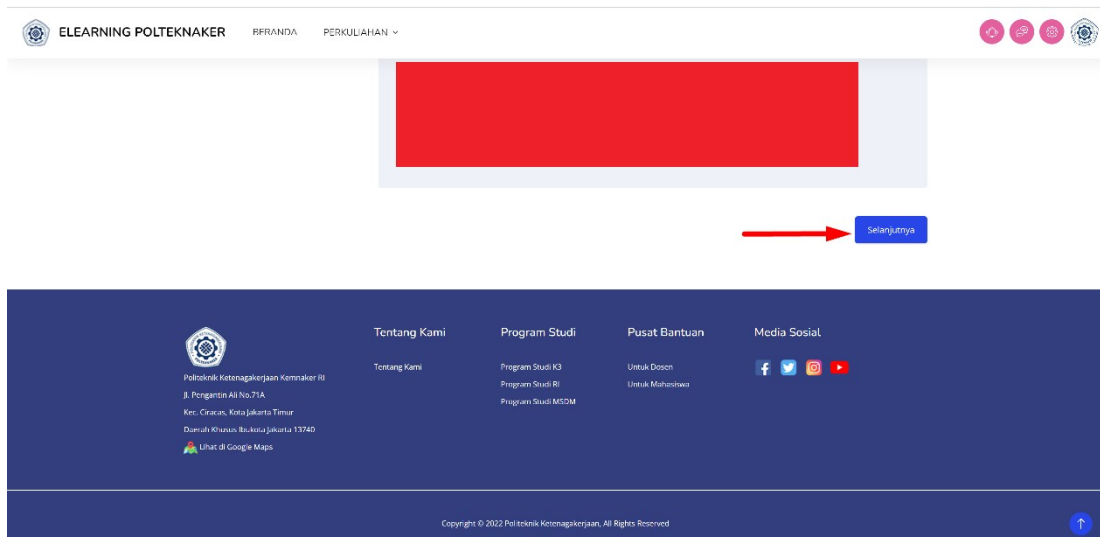 ELEARNING POLTEKNAKER
BERANDA
PERKULIAHAN
Selanjutnya
Politeknik Ketenagakerjaan Kemnaker RI
Jl. Pengantin Ali No.71A
Kec. Ciracas, Kota Jakarta Timur
Daerah Khusus Ibukota Jakarta 13740
Lihat di Google Maps
Tentang Kami
Tentang Kami
Program Studi
Program Studi K3
Program Studi RI
Program Studi MSDM
Pusat Bantuan
Untuk Dosen
Untuk Mahasiswa
Media Sosial
Copyright © 2022 Politeknik Ketenagakerjaan, All Rights Reserved